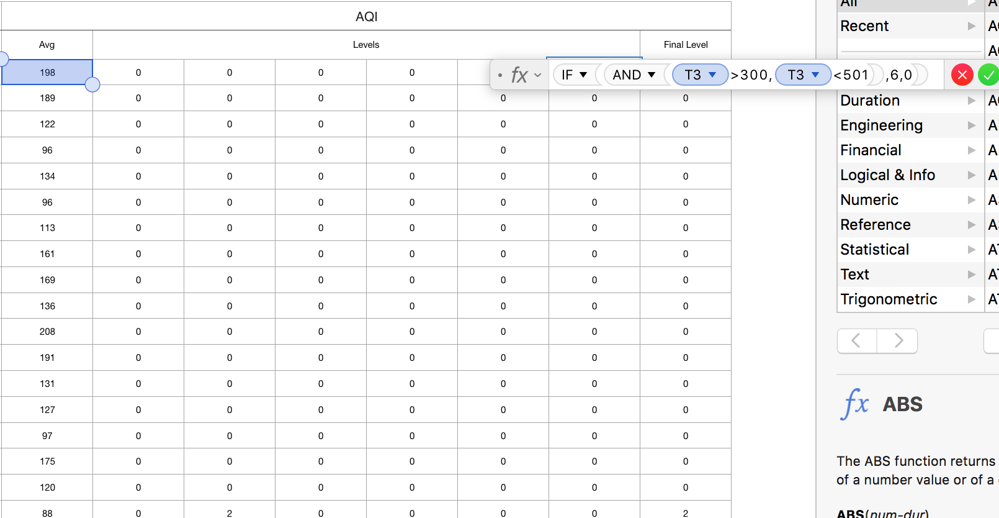 AQI
All A
Recent A
A
Avg Levels Final Level
198 0 0 0 0 fx IF AND T3 >300, T3 <501 ,6,0
189 0 0 0 0 0 0 0
Duration A
122 0 0 0 0 0 0 0
Engineering A
96 0 0 0 0 0 0 0
Financial A
134 0 0 0 0 0 0 0
Logical & Info A
96 0 0 0 0 0 0 0
Numeric A
113 0 0 0 0 0 0 0
Reference A
161 0 0 0 0 0 0 0
Statistical A
169 0 0 0 0 0 0 0
Text A
136 0 0 0 0 0 0 0
Trigonometric A
208 0 0 0 0 0 0 0
191 0 0 0 0 0 0 0
131 0 0 0 0 0 0 0
127 0 0 0 0 0 0 0
fx ABS
97 0 0 0 0 0 0 0
175 0 0 0 0 0 0 0
The ABS function returns
of a number value or of a
120 0 0 0 0 0 0 0
88 0 2 0 0 0 0 2
ABS(num-dur)